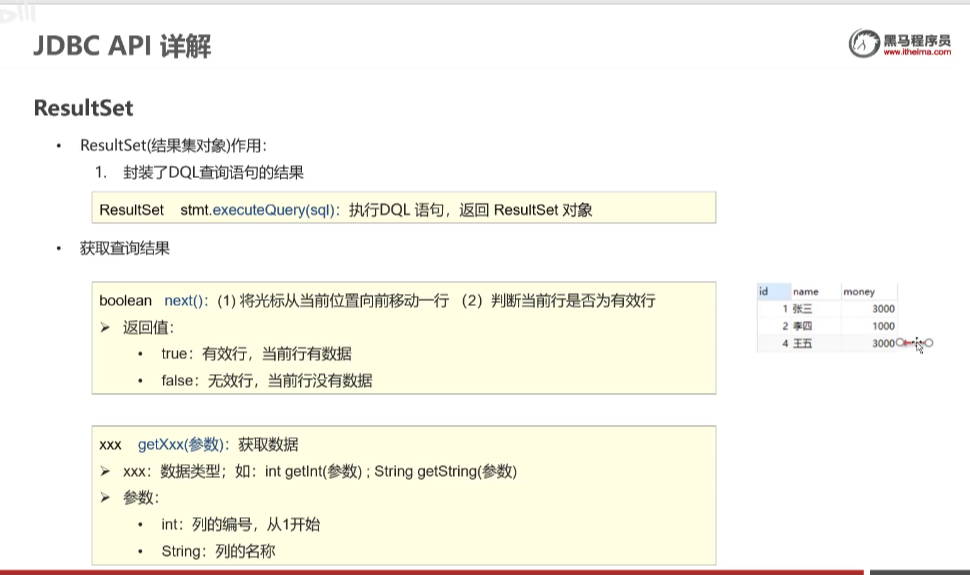 JDBC API 详解
黑马程序员
www.itheima.com
ResultSet
• ResultSet(结果集对象)作用：
1. 封装了DQL查询语句的结果
ResultSet stmt.executeQuery(sql)：执行DQL 语句，返回 ResultSet 对象
• 获取查询结果
boolean next()：(1) 将光标从当前位置向前移动一行 （2）判断当前行是否为有效行
➢ 返回值：
• true：有效行，当前行有数据
• false：无效行，当前行没有数据
id name money
1 张三 3000
2 李四 1000
4 王五 3000
xxx getXxx(参数)：获取数据
➢ xxx：数据类型；如：int getInt(参数) ; String getString(参数)
➢ 参数：
• int：列的编号，从1开始
• String：列的名称